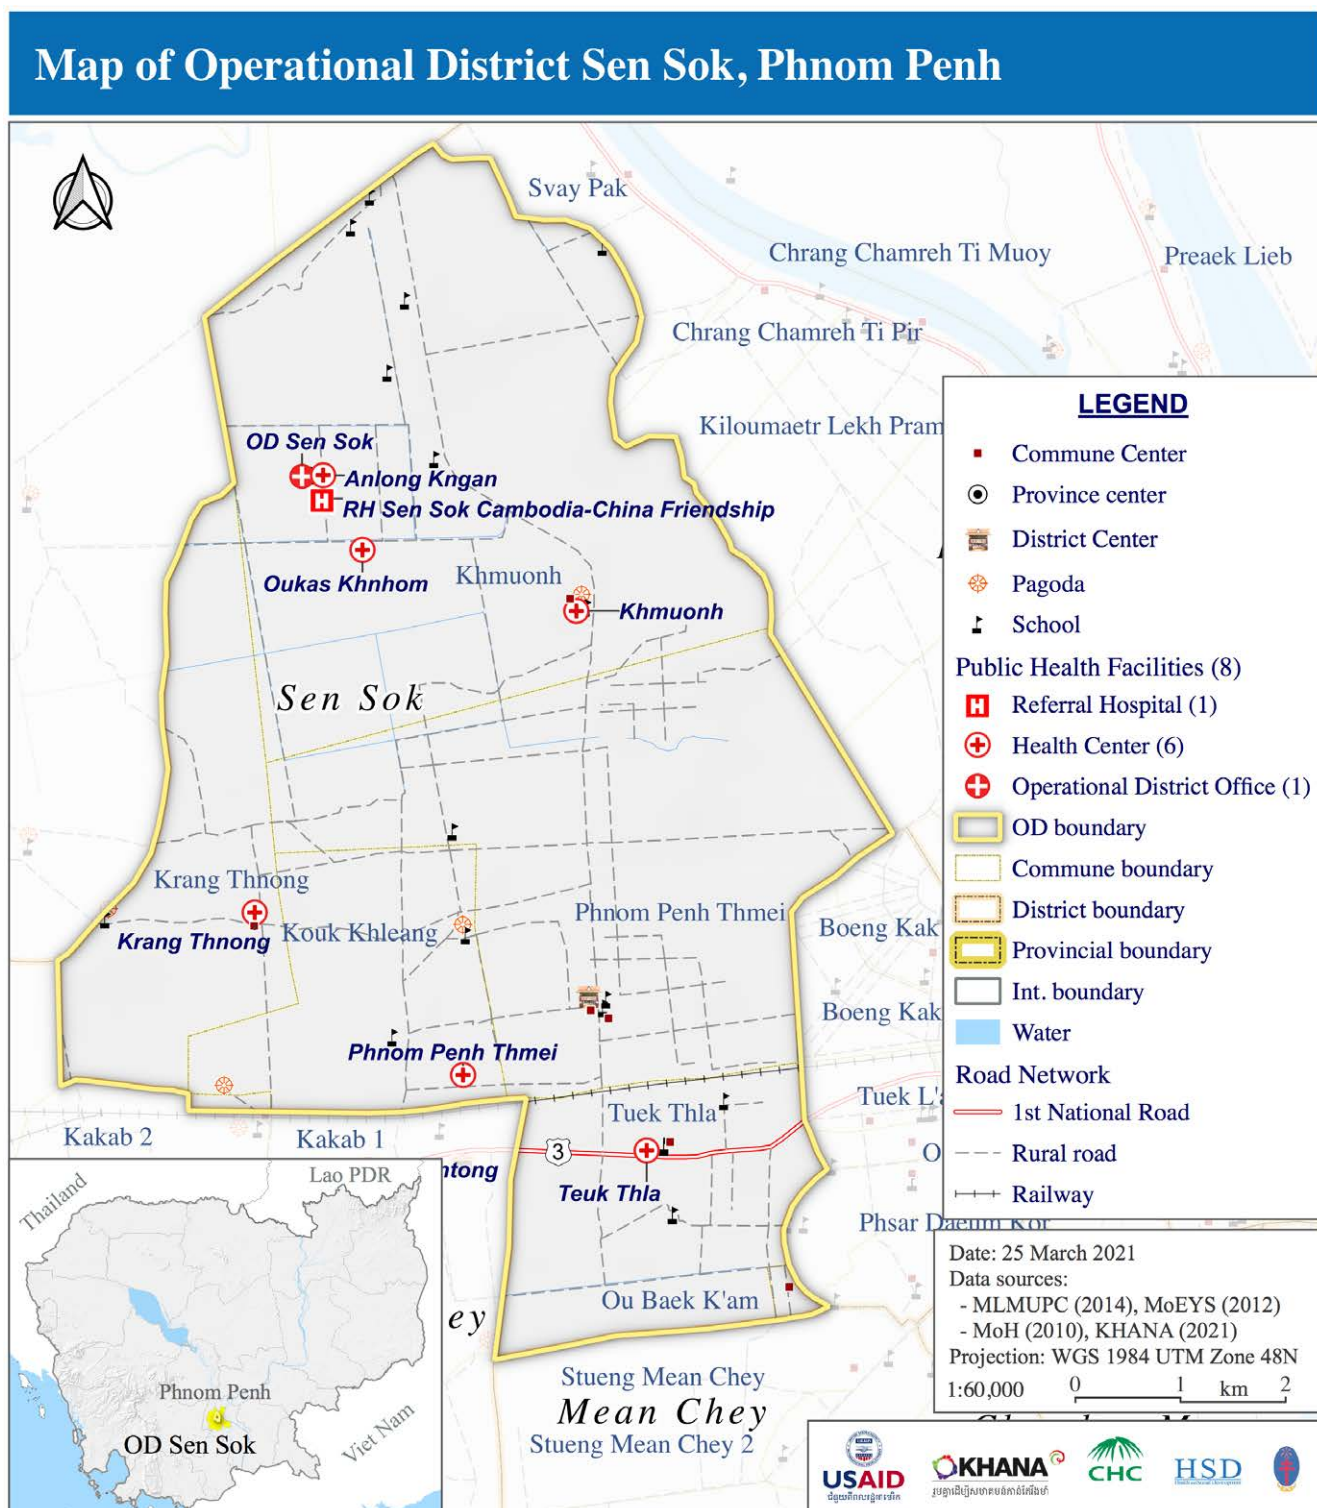 Map of Operational District Sen Sok, Phnom Penh
Svay Pak
Chrang Chamreh Ti Muoy
Preaek Lieb
Chrang Chamreh Ti Pir
Kiloumaetr Lekh Pram
OD Sen Sok
Anlong Kngan
RH Sen Sok Cambodia-China Friendship
Oukas Khnhom
Khmuonh
Khmuonh
Sen Sok
Krang Thnong
Krang Thnong
Kouk Khleang
Phnom Penh Thmei
Boeng Kak
Boeng Kak
Phnom Penh Thmei
Tuek Thla
Tuek L'a
Kakab 2
Kakab 1
3
ntong
Teuk Thla
O
Phsar Daeum Kor
Ou Baek K'am
ey
Stueng Mean Chey
Mean Chey
Stueng Mean Chey 2
LEGEND
Commune Center
Province center
District Center
Pagoda
School
Public Health Facilities (8)
H Referral Hospital (1)
Health Center (6)
Operational District Office (1)
OD boundary
Commune boundary
District boundary
Provincial boundary
Int. boundary
Water
Road Network
1st National Road
Rural road
Railway
Date: 25 March 2021
Data sources:
- MLMUPC (2014), MoEYS (2012)
- MoH (2010), KHANA (2021)
Projection: WGS 1984 UTM Zone 48N
1:60,000 0 1 km 2
Thailand
Lao PDR
Phnom Penh
OD Sen Sok
Viet Nam
USAID
KHANA
CHC
HSD